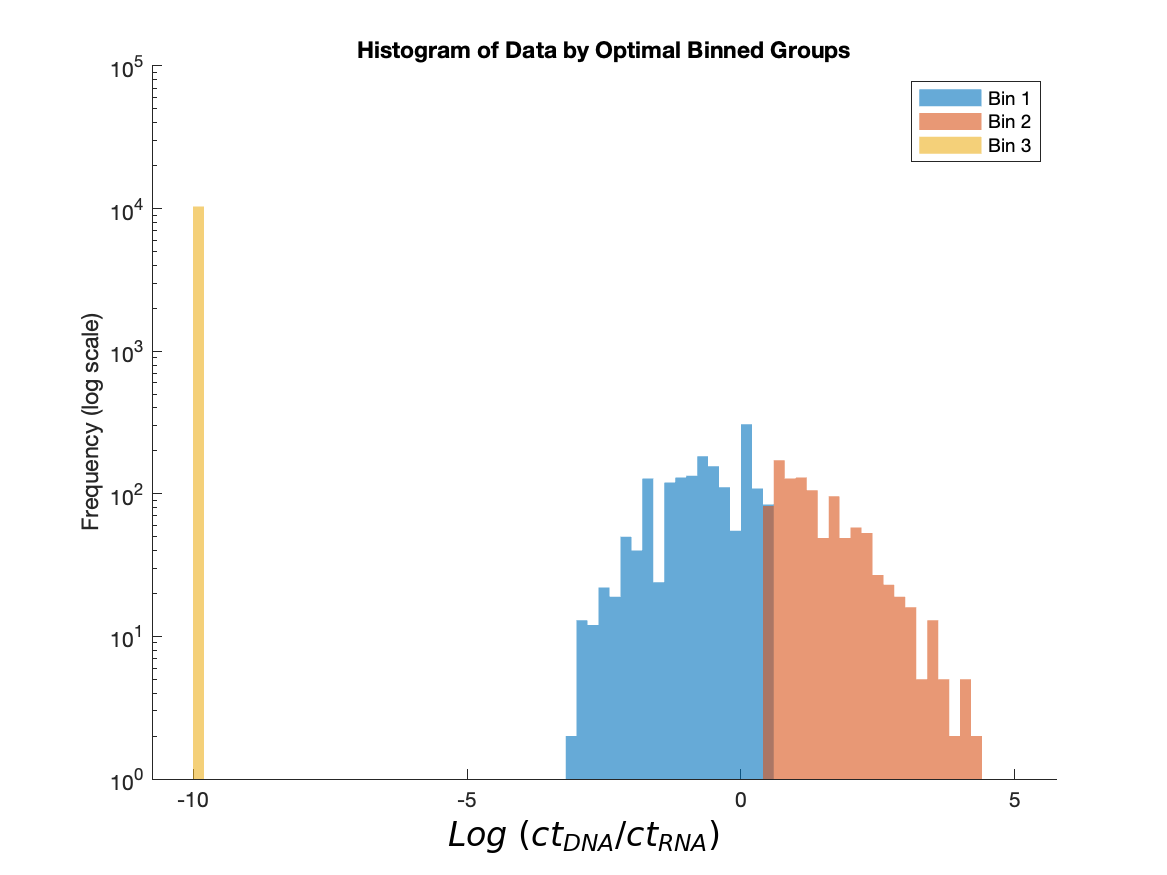 Histogram of Data by Optimal Binned Groups
10^5
10^4
10^3
10^2
10^1
10^0
Frequency (log scale)
Bin 1
Bin 2
Bin 3
-10 -5 0 5
Log (ct_DNA/ct_RNA)